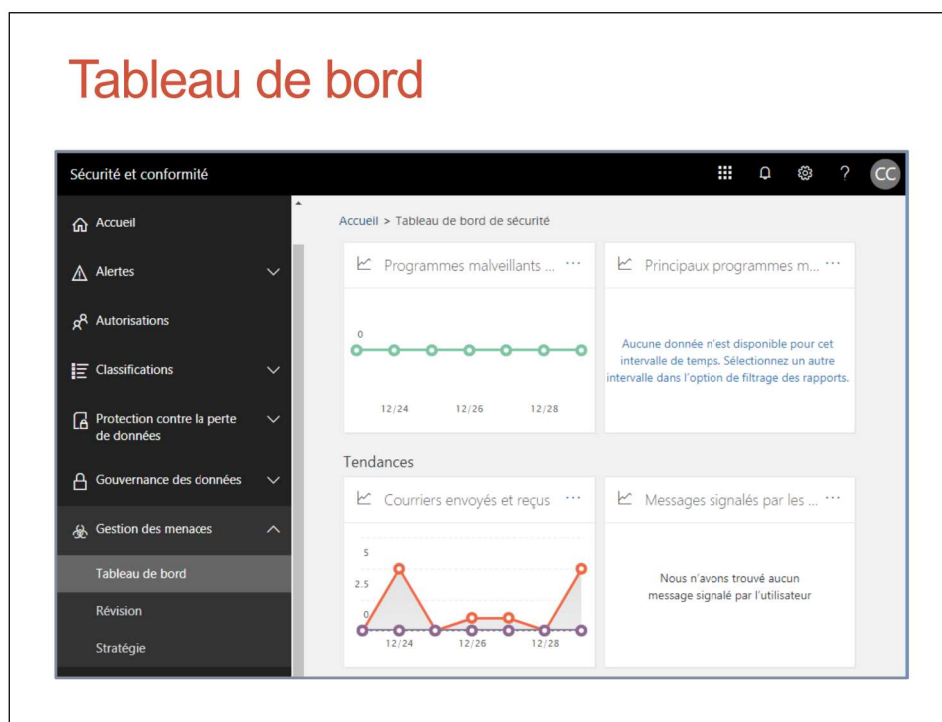 Tableau de bord
Sécurité et conformité
?
CC
Accueil
Alertes
Autorisations
Classifications
Protection contre la perte
de données
Gouvernance des données
Gestion des menaces
Tableau de bord
Révision
Stratégie
Accueil > Tableau de bord de sécurité
Programmes malveillants ... ...
0
12/24 12/26 12/28
Principaux programmes m... ...
Aucune donnée n'est disponible pour cet
intervalle de temps. Sélectionnez un autre
intervalle dans l'option de filtrage des rapports.
Tendances
Courriers envoyés et reçus ...
5
2.5
0
12/24 12/26 12/28
Messages signalés par les ... ...
Nous n'avons trouvé aucun
message signalé par l'utilisateur